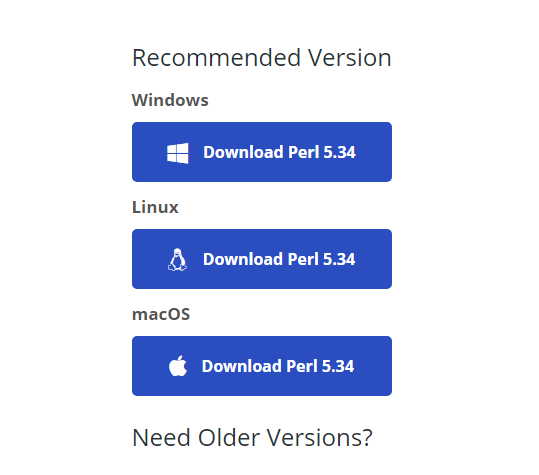 Recommended Version
Windows
Download Perl 5.34
Linux
Download Perl 5.34
macOS
Download Perl 5.34
Need Older Versions?